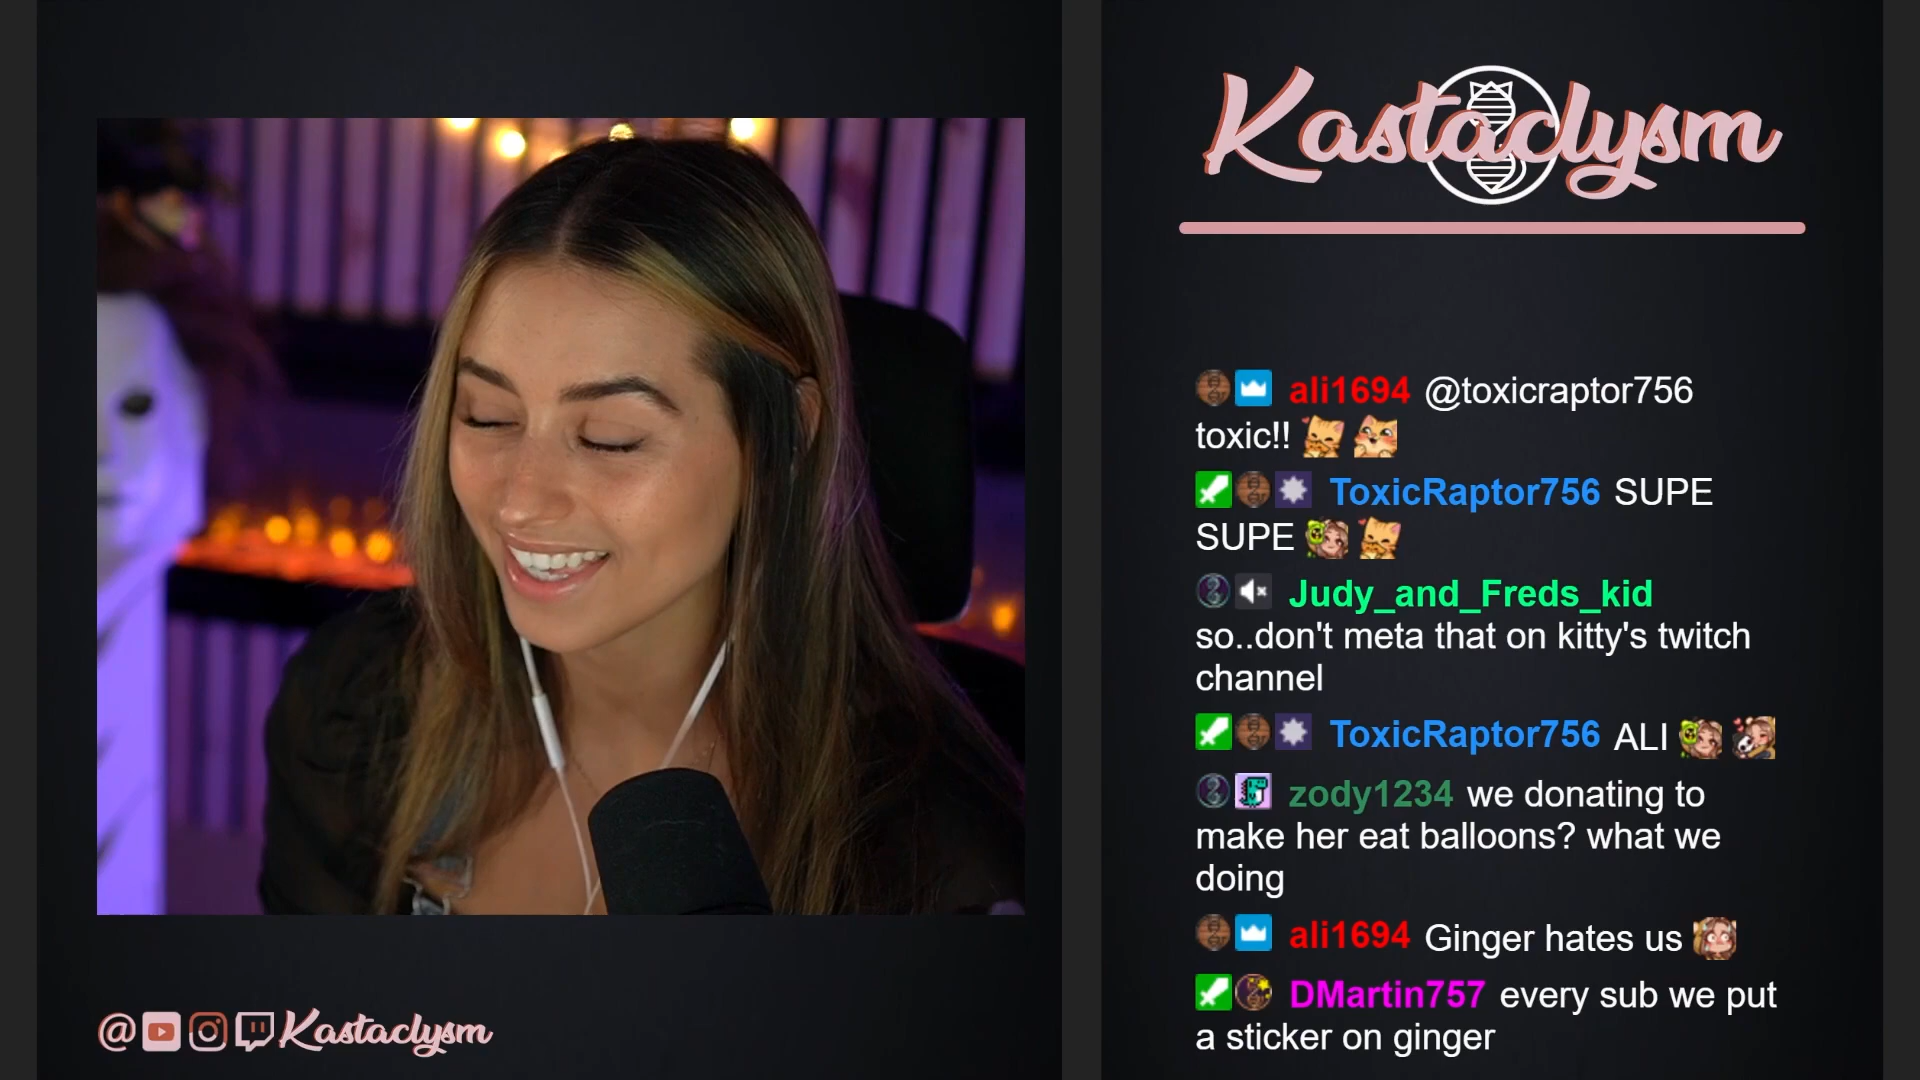 Kastaclysm
ali1694 @toxicraptor756
toxic!!
ToxicRaptor756 SUPE
SUPE
Judy_and_Freds_kid
so..don't meta that on kitty's twitch
channel
ToxicRaptor756 ALI
zody1234 we donating to
make her eat balloons? what we
doing
ali1694 Ginger hates us
DMartin757 every sub we put
a sticker on ginger
@ Kastaclysm